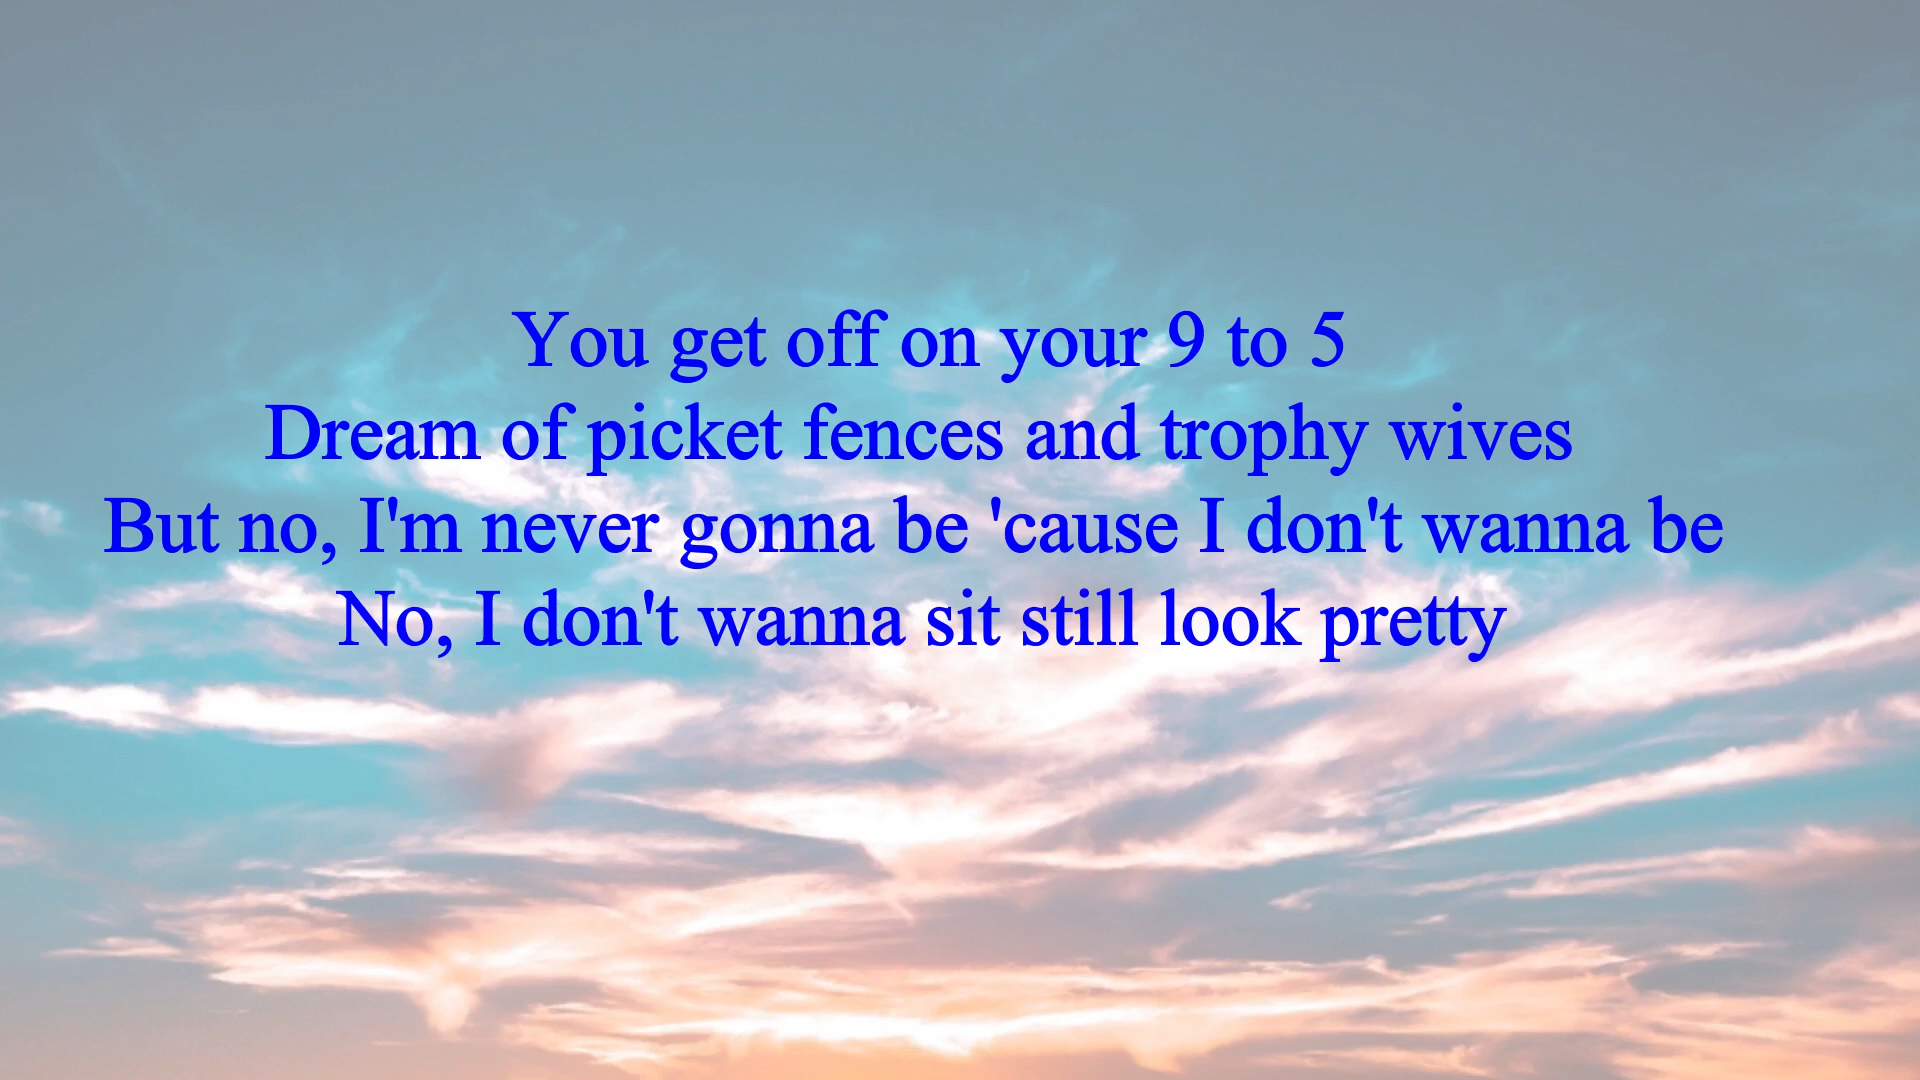 You get off on your 9 to 5
Dream of picket fences and trophy wives
But no, I'm never gonna be 'cause I don't wanna be
No, I don't wanna sit still look pretty